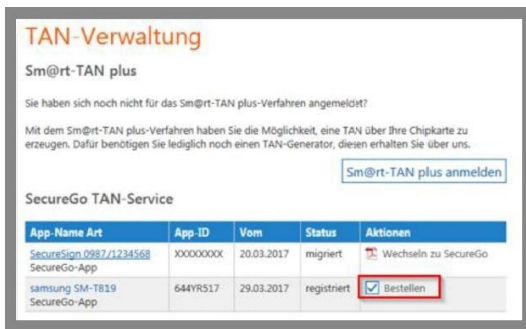 TAN-Verwaltung
Sm@rt-TAN plus
Sie haben sich noch nicht für das Sm@rt-TAN plus-Verfahren angemeldet?
Mit dem Sm@rt-TAN plus-Verfahren haben Sie die Möglichkeit, eine TAN über Ihre Chipkarte zu
erzeugen. Dafür benötigen Sie lediglich noch einen TAN-Generator, diesen erhalten Sie über uns.
Sm@rt-TAN plus anmelden
SecureGo TAN-Service
App-Name Art App-ID Vom Status Aktionen
SecureSign 0987/1234568 XXXXXXXX 20.03.2017 migriert Wechseln zu SecureGo
SecureGo-App
samsung SM-T819 644YR517 29.03.2017 registriert Bestellen
SecureGo-App